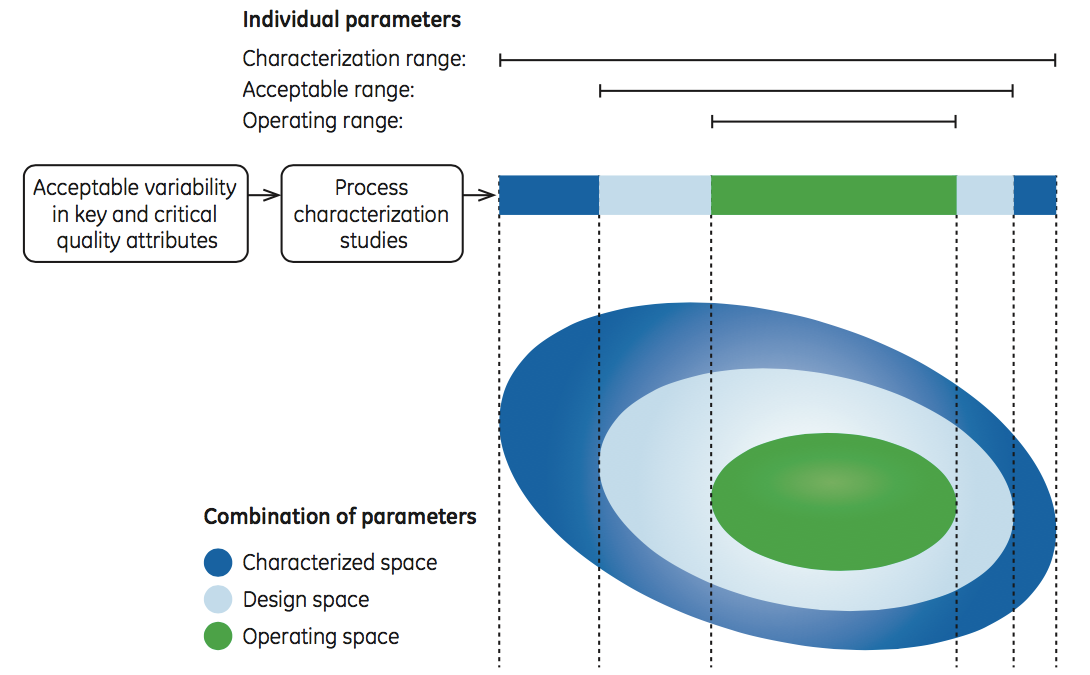 Individual parameters
Characterization range:
Acceptable range:
Operating range:
Acceptable variability
in key and critical
quality attributes
Process
characterization
studies
Combination of parameters
Characterized space
Design space
Operating space